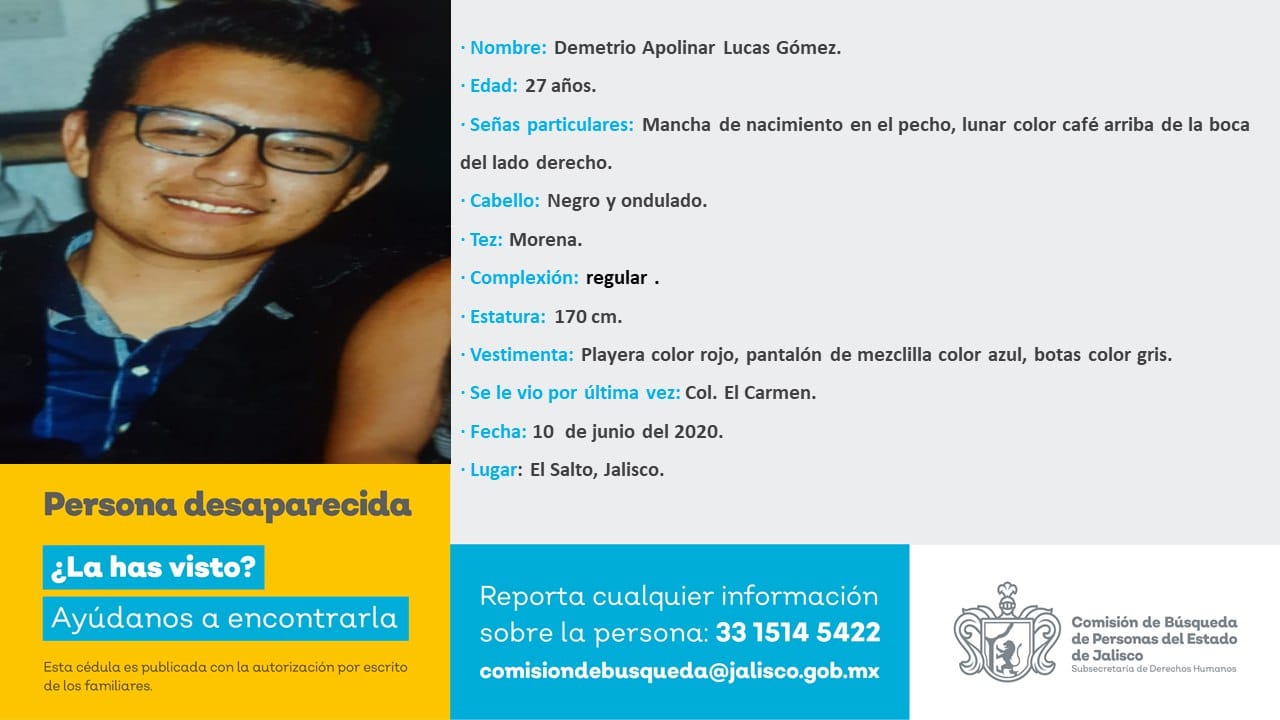 · Nombre: Demetrio Apolinar Lucas Gómez.
· Edad: 27 años.
· Señas particulares: Mancha de nacimiento en el pecho, lunar color café arriba de la boca
del lado derecho.
· Cabello: Negro y ondulado.
· Tez: Morena.
· Complexión: regular .
· Estatura: 170 cm.
· Vestimenta: Playera color rojo, pantalón de mezclilla color azul, botas color gris.
· Se le vio por última vez: Col. El Carmen.
· Fecha: 10 de junio del 2020.
· Lugar: El Salto, Jalisco.
Persona desaparecida
¿La has visto?
Ayúdanos a encontrarla
Esta cédula es publicada con la autorización por escrito
de los familiares.
Reporta cualquier información
sobre la persona: 33 1514 5422
comisiondebusqueda@jalisco.gob.mx
Comisión de Búsqueda
de Personas del Estado
de Jalisco
Subsecretaría de Derechos Humanos